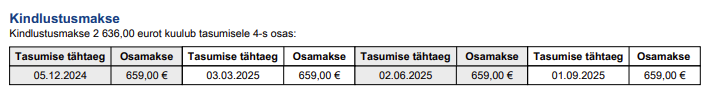 Kindlustusmakse
Kindlustusmakse 2 636,00 eurot kuulub tasumisele 4-s osas:
Tasumise tähtaeg Osamakse Tasumise tähtaeg Osamakse Tasumise tähtaeg Osamakse Tasumise tähtaeg Osamakse
05.12.2024 659,00 € 03.03.2025 659,00 € 02.06.2025 659,00 € 01.09.2025 659,00 €